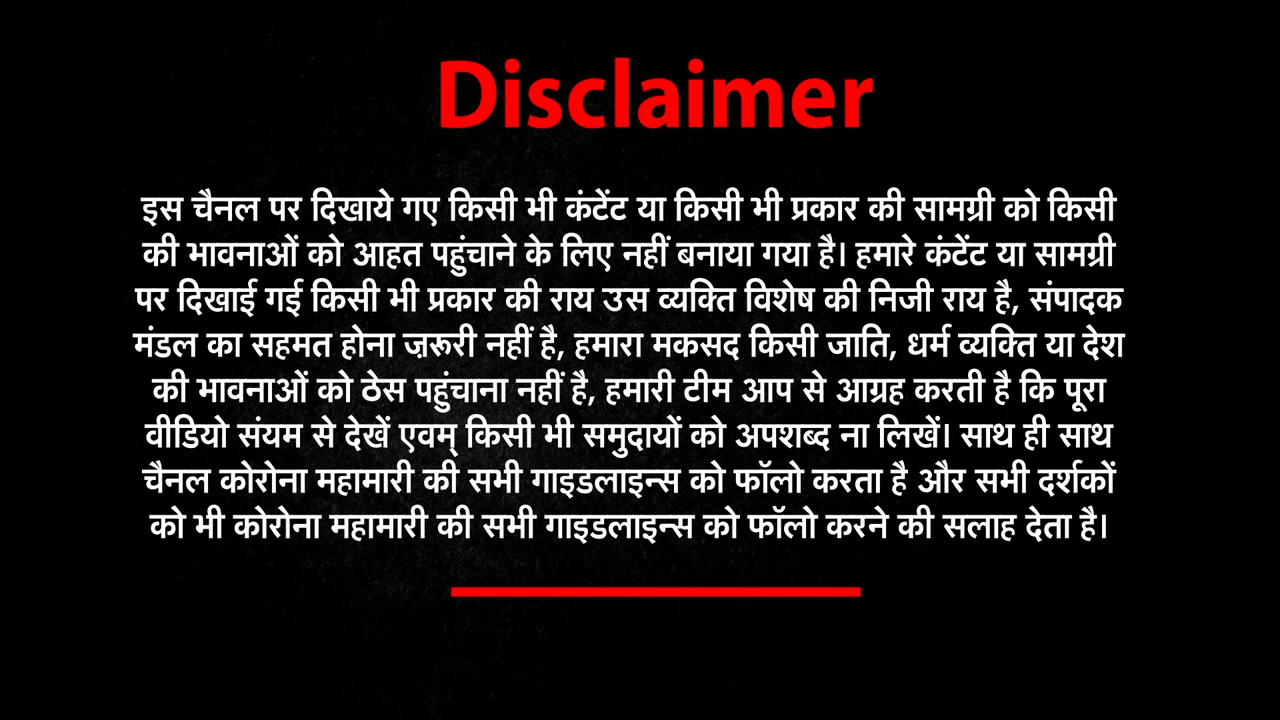 Disclaimer
इस चैनल पर दिखाये गए किसी भी कंटेंट या किसी भी प्रकार की सामग्री को किसी
की भावनाओं को आहत पहुंचाने के लिए नहीं बनाया गया है। हमारे कंटेंट या सामग्री
पर दिखाई गई किसी भी प्रकार की राय उस व्यक्ति विशेष की निजी राय है, संपादक
मंडल का सहमत होना ज़रूरी नहीं है, हमारा मकसद किसी जाति, धर्म व्यक्ति या देश
की भावनाओं को ठेस पहुंचाना नहीं है, हमारी टीम आप से आग्रह करती है कि पूरा
वीडियो संयम से देखें एवम् किसी भी समुदायों को अपशब्द ना लिखें। साथ ही साथ
चैनल कोरोना महामारी की सभी गाइडलाइन्स को फॉलो करता है और सभी दर्शकों
को भी कोरोना महामारी की सभी गाइडलाइन्स को फॉलो करने की सलाह देता है।